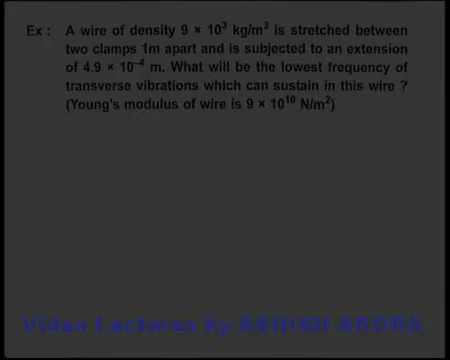 Ex : A wire of density 9 × 10³ kg/m³ is stretched between
two clamps 1m apart and is subjected to an extension
of 4.9 × 10⁻⁴ m. What will be the lowest frequency of
transverse vibrations which can sustain in this wire ?
(Young's modulus of wire is 9 × 10¹⁰ N/m²)
Video Lectures by ASHISH ARORA